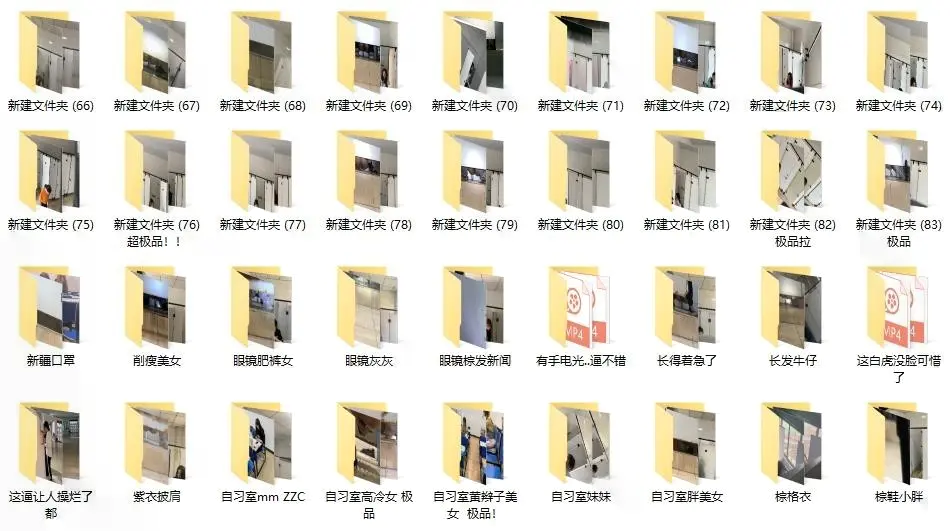 新建文件夹 (66) 新建文件夹 (67) 新建文件夹 (68) 新建文件夹 (69) 新建文件夹 (70) 新建文件夹 (71) 新建文件夹 (72) 新建文件夹 (73) 新建文件夹 (74)
新建文件夹 (75) 新建文件夹 (76) 新建文件夹 (77) 新建文件夹 (78) 新建文件夹 (79) 新建文件夹 (80) 新建文件夹 (81) 新建文件夹 (82) 新建文件夹 (83)
超极品！！ 极品拉 极品
MP4 4 MP4 4
新疆口罩 削瘦美女 眼镜肥裤女 眼镜灰灰 眼镜棕发新闻 有手电光..逼不错 长得着急了 长发牛仔 这白虎没脸可惜
了
这逼让人操烂了 紫衣披肩 自习室mm ZZC 自习室高冷女 极 自习室黄辫子美 自习室妹妹 自习室胖美女 棕格衣 棕鞋小胖
都 品 女 极品！